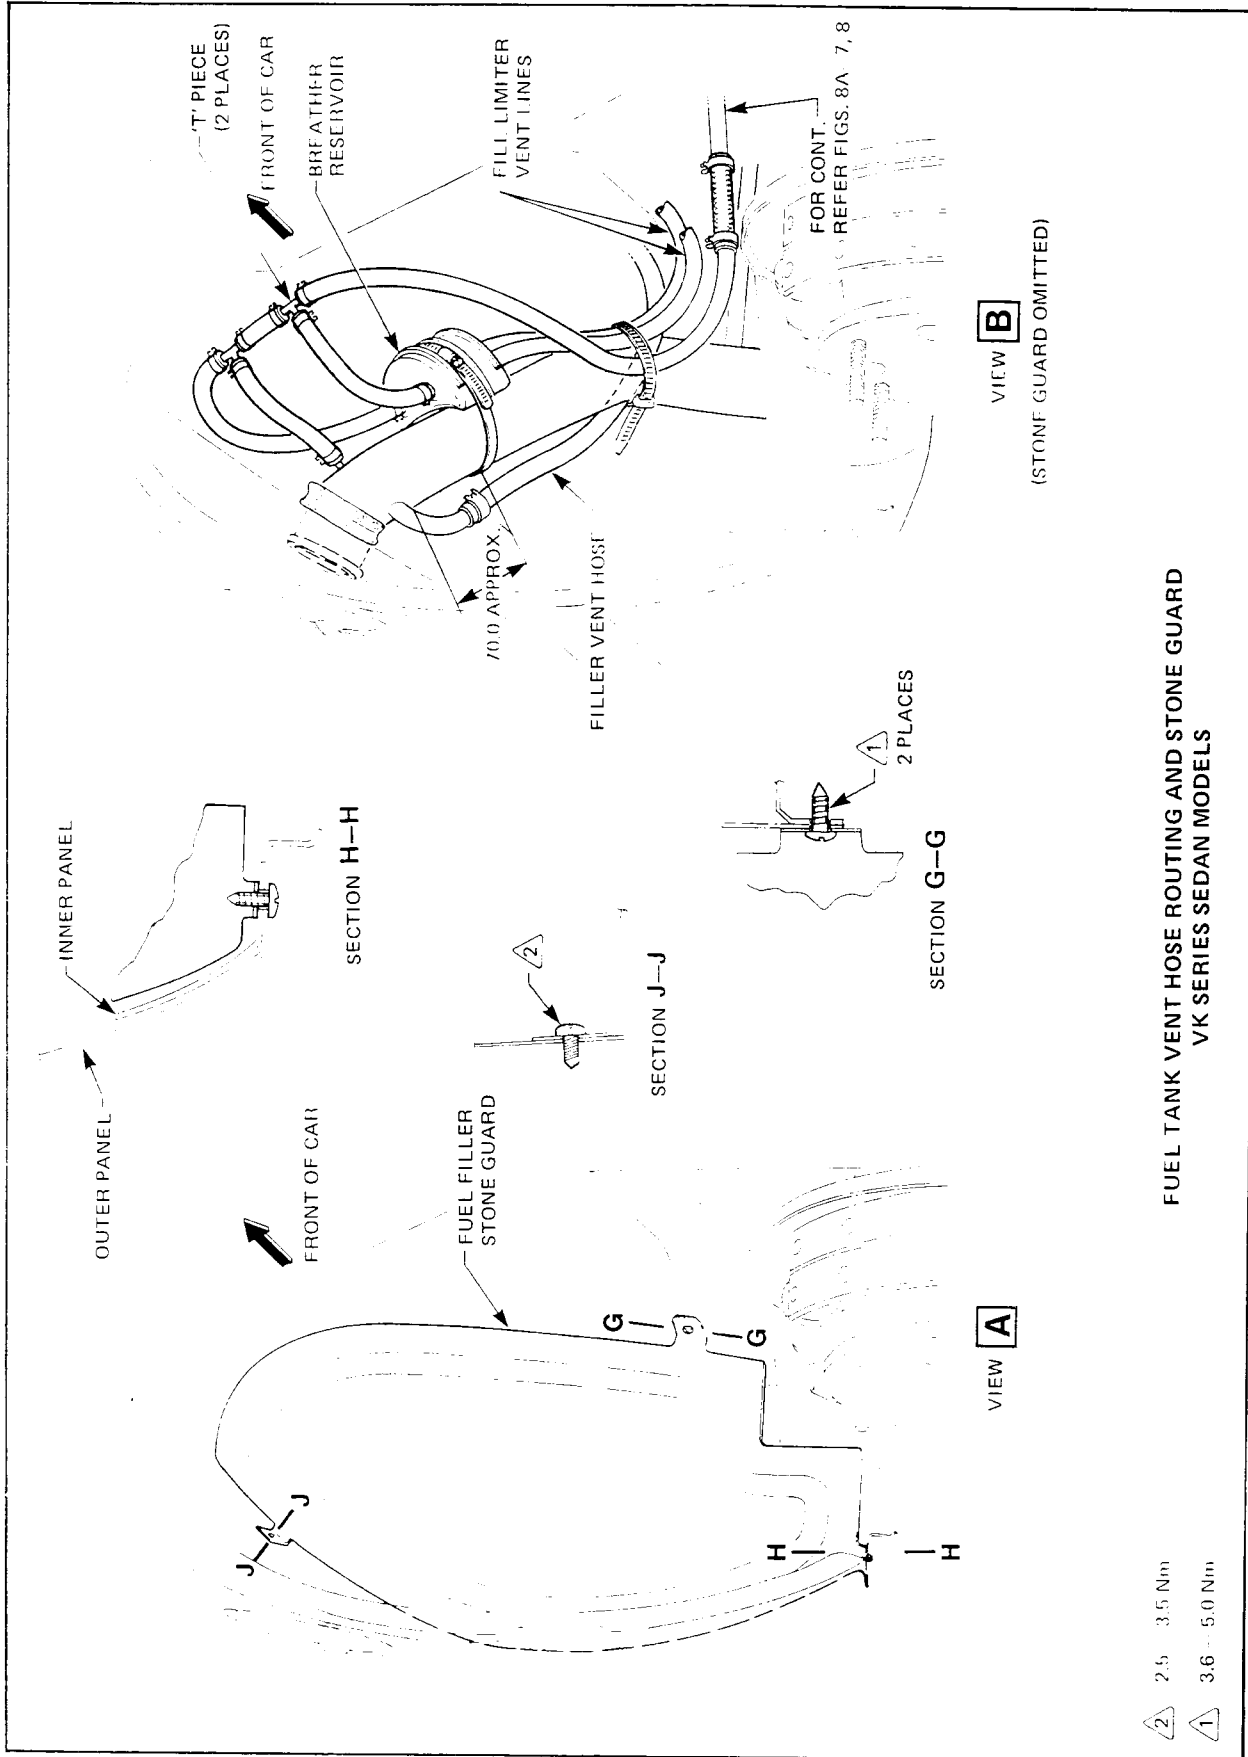 OUTER PANEL
INNER PANEL
FRONT OF CAR
SECTION H–H
FUEL FILLER
STONE GUARD
2
SECTION J–J
J
J
G
G
H
H
VIEW A
1
2 PLACES
SECTION G–G
'T' PIECE
(2 PLACES)
FRONT OF CAR
BREATHER
RESERVOIR
FILL LIMITER
VENT LINES
70.0 APPROX.
FILLER VENT HOSE
FOR CONT.
REFER FIGS. 8A 7, 8
VIEW B
(STONE GUARD OMITTED)
2 2.5 3.5 Nm
1 3.6 – 5.0 Nm
FUEL TANK VENT HOSE ROUTING AND STONE GUARD
VK SERIES SEDAN MODELS